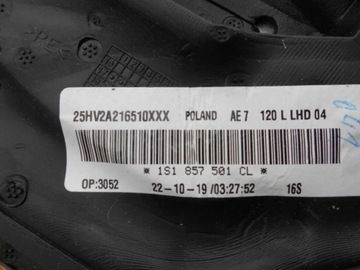 25HV2A216510XXX POLAND AE 7 120 L LHD 04
* 1S1 857 501 CL *
OP:3052 22-10-19 /03:27:52 16S